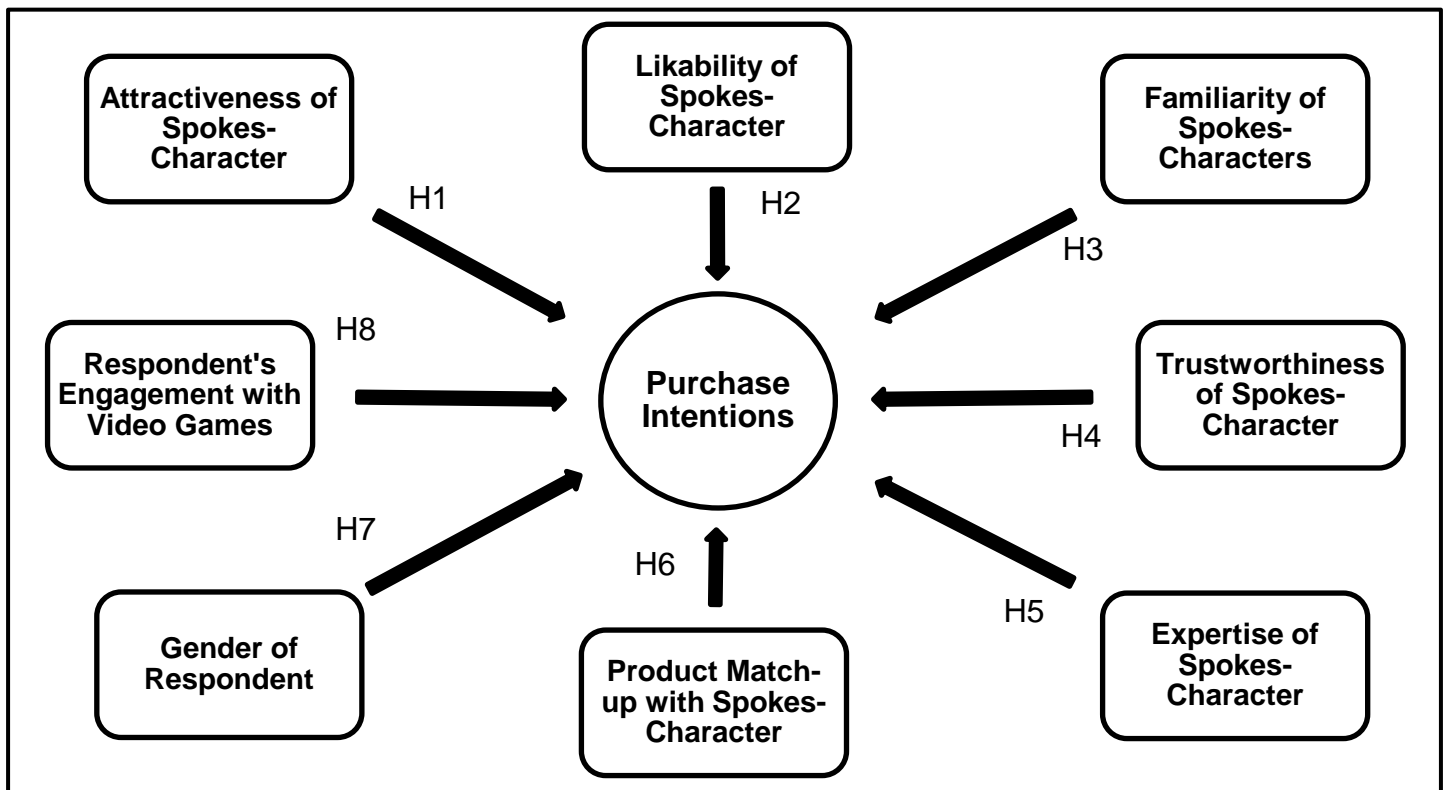 Attractiveness of
Spokes-
Character
Likability of
Spokes-
Character
Familiarity of
Spokes-
Characters
H1
H2
H3
Respondent's
Engagement with
Video Games
H8
Purchase
Intentions
Trustworthiness
of Spokes-
Character
H4
H7
H6
H5
Gender of
Respondent
Product Match-
up with Spokes-
Character
Expertise of
Spokes-
Character